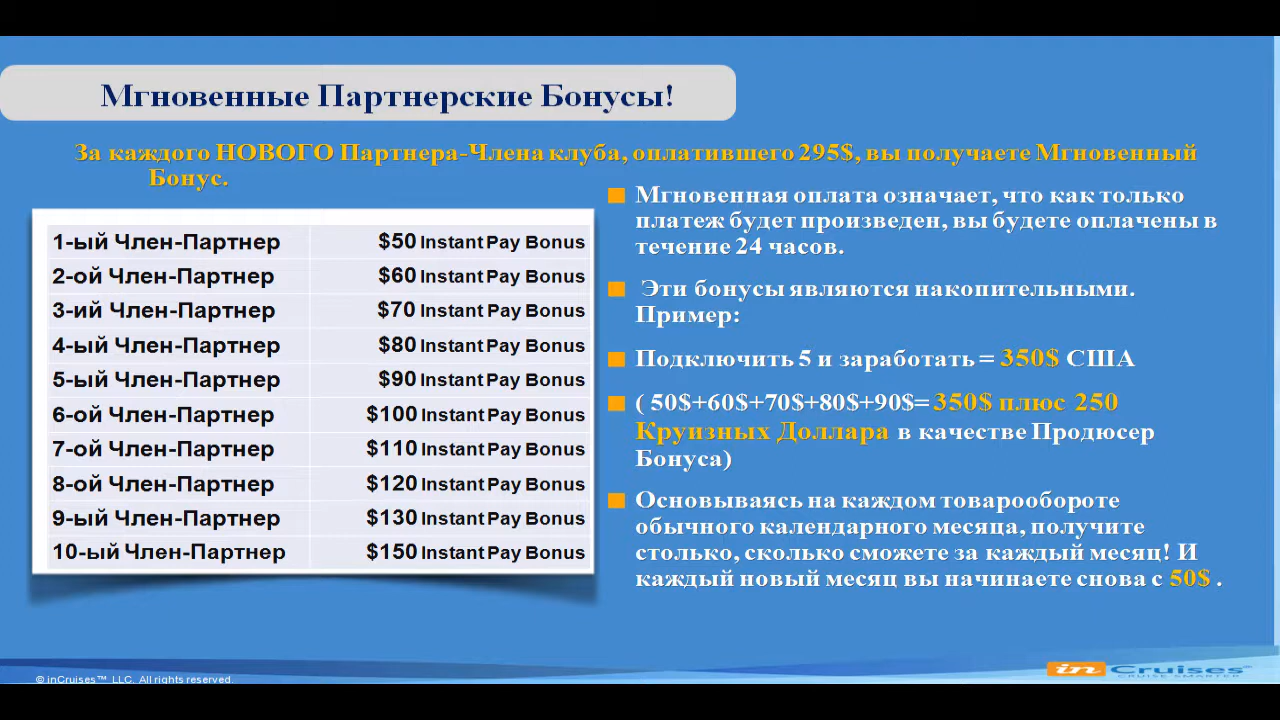 Мгновенные Партнерские Бонусы!
За каждого НОВОГО Партнера-Члена клуба, оплатившего 295$, вы получаете Мгновенный
Бонус.
1-ый Член-Партнер $50 Instant Pay Bonus
2-ой Член-Партнер $60 Instant Pay Bonus
3-ий Член-Партнер $70 Instant Pay Bonus
4-ый Член-Партнер $80 Instant Pay Bonus
5-ый Член-Партнер $90 Instant Pay Bonus
6-ой Член-Партнер $100 Instant Pay Bonus
7-ой Член-Партнер $110 Instant Pay Bonus
8-ой Член-Партнер $120 Instant Pay Bonus
9-ый Член-Партнер $130 Instant Pay Bonus
10-ый Член-Партнер $150 Instant Pay Bonus
Мгновенная оплата означает, что как только
платеж будет произведен, вы будете оплачены в
течение 24 часов.
Эти бонусы являются накопительными.
Пример:
Подключить 5 и заработать = 350$ США
( 50$+60$+70$+80$+90$= 350$ плюс 250
Круизных Доллара в качестве Продюсер
Бонуса)
Основываясь на каждом товарообороте
обычного календарного месяца, получите
столько, сколько сможете за каждый месяц! И
каждый новый месяц вы начинаете снова с 50$ .
© inCruises™ LLC. All rights reserved.
inCruises®
CRUISE SMARTER